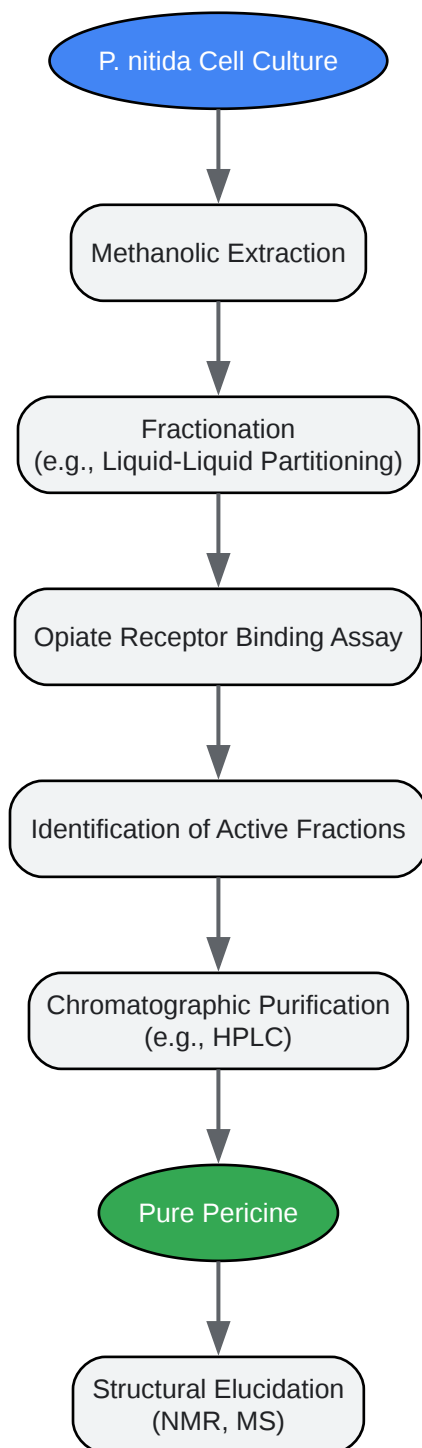 P. nitida Cell Culture
Methanolic Extraction
Fractionation
(e.g., Liquid-Liquid Partitioning)
Opiate Receptor Binding Assay
Identification of Active Fractions
Chromatographic Purification
(e.g., HPLC)
Pure Pericine
Structural Elucidation
(NMR, MS)